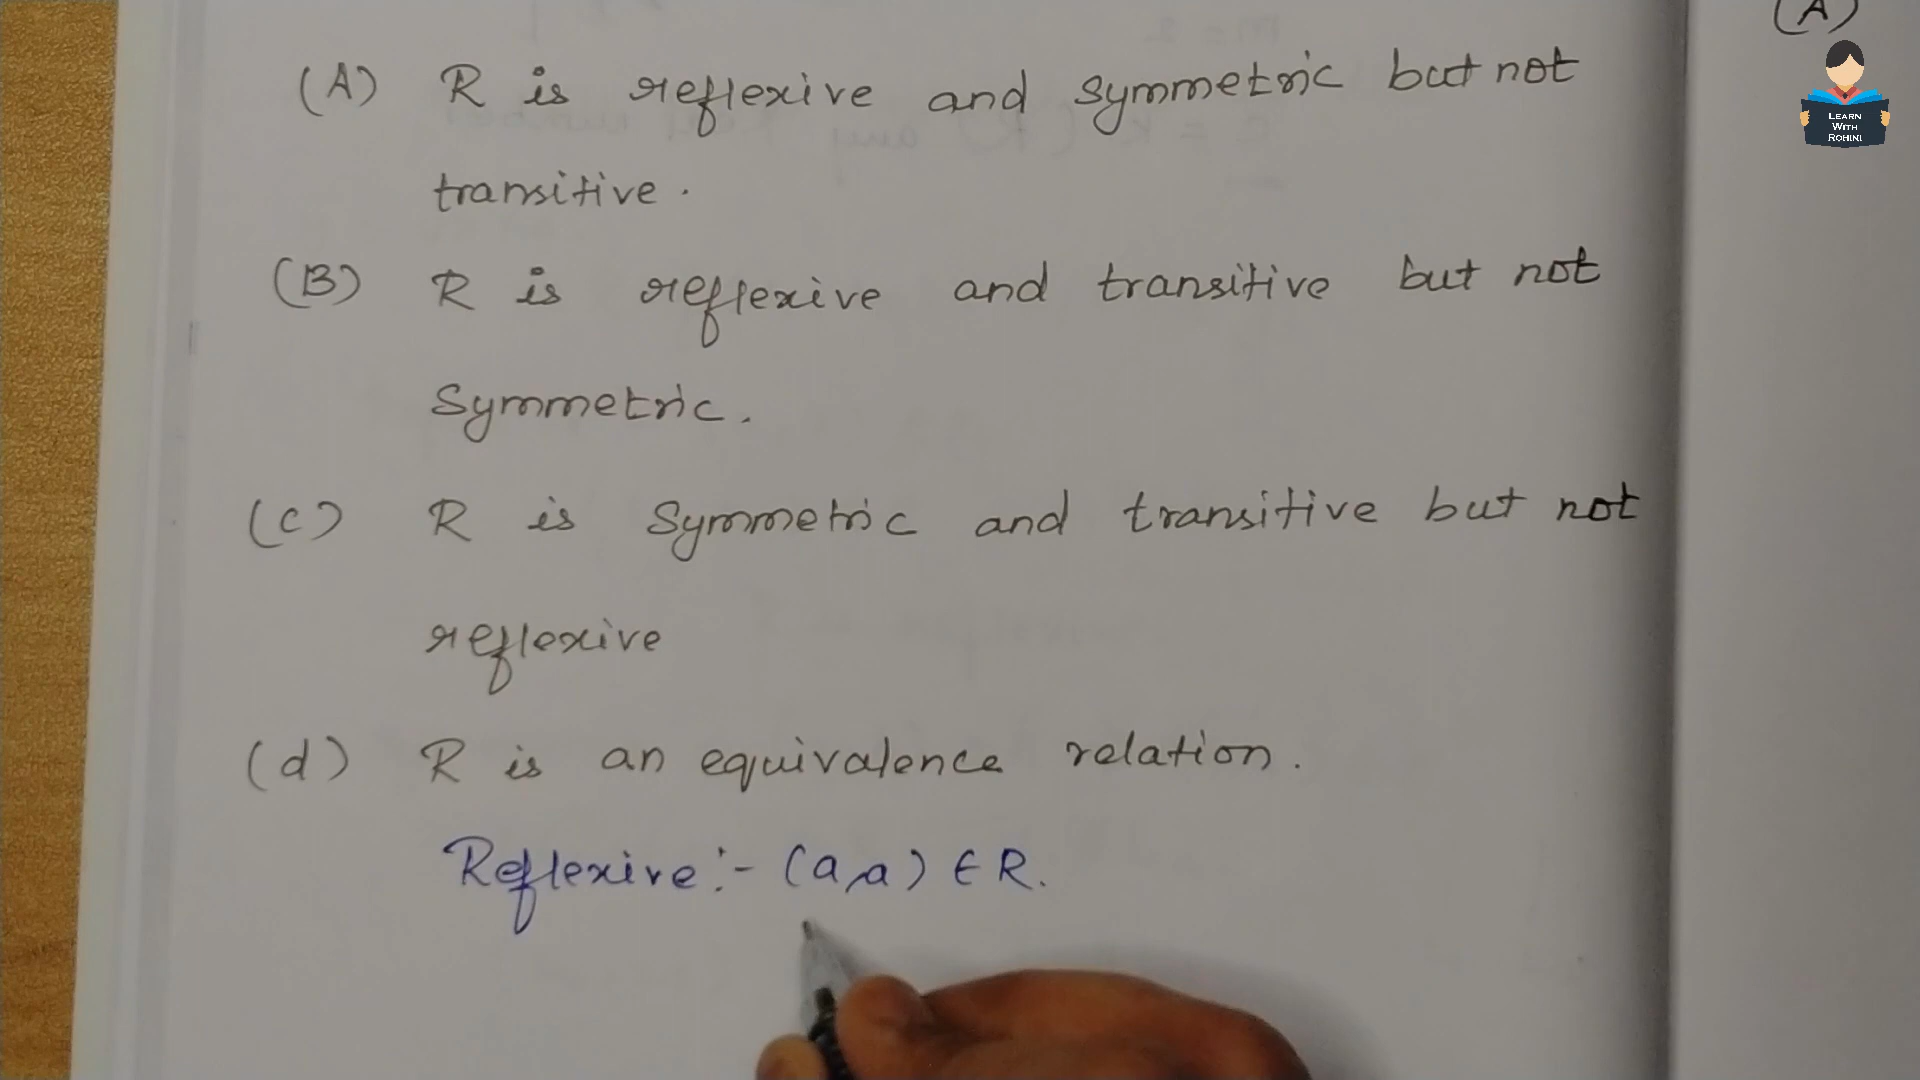 (A)
(A) R is reflexive and symmetric but not
transitive.
(B) R is reflexive and transitive but not
Symmetric.
(c) R is Symmetric and transitive but not
reflexive
(d) R is an equivalence relation.
Reflexive:- (a,a) ∈ R.
LEARN
WITH
ROHINI